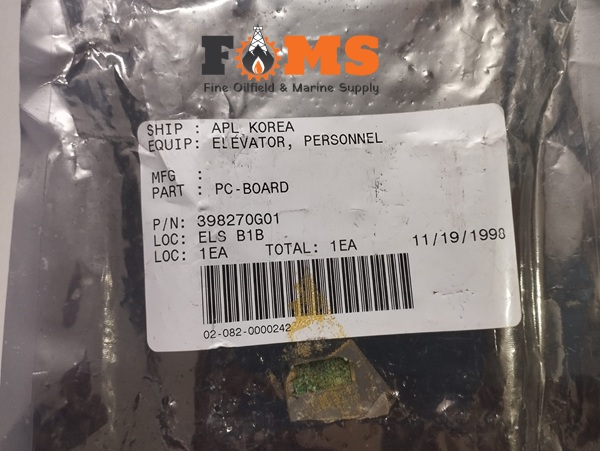 FOMS
Fine Oilfield & Marine Supply
SHIP : APL KOREA
EQUIP: ELEVATOR, PERSONNEL
MFG :
PART : PC-BOARD
P/N: 398270G01
LOC: ELS B1B
LOC: 1EA TOTAL: 1EA 11/19/1998
02-082-0000242